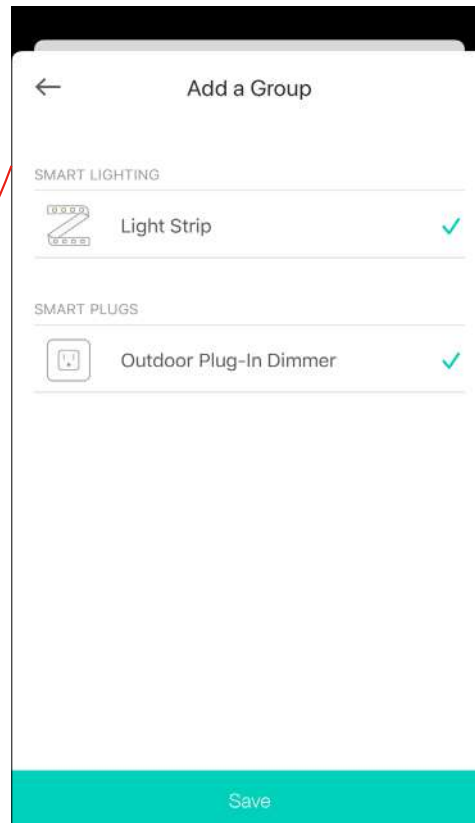 Add a Group
SMART LIGHTING
Light Strip
SMART PLUGS
Outdoor Plug-In Dimmer
Save